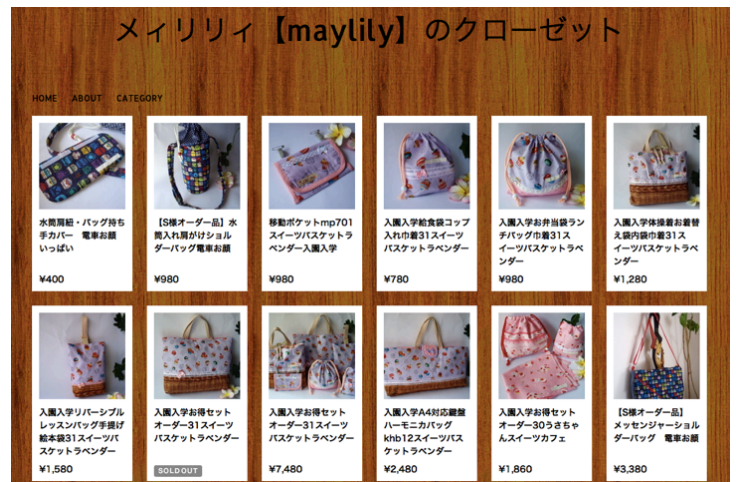 メィリリィ【maylily】のクローゼット
HOME ABOUT CATEGORY
水筒肩紐・バッグ持ち
手カバー 電車お顔
いっぱい
¥400
【S様オーダー品】水
筒入れ肩がけショル
ダーバッグ電車お顔
¥980
移動ポケットmp701
スイーツバスケットラ
ベンダー入園入学
¥980
入園入学給食袋コップ
入れ巾着31スイーツ
バスケットラベンダー
¥780
入園入学お弁当袋ラン
チバッグ巾着31ス
イーツバスケットラベ
ンダー
¥980
入園入学体操着お着替
え袋内袋巾着31ス
イーツバスケットラベ
ンダー
¥1,280
入園入学リバーシブル
レッスンバッグ手提げ
絵本袋31スイーツバ
スケットラベンダー
¥1,580
入園入学お得セット
オーダー31スイーツ
バスケットラベンダー
SOLD OUT
入園入学お得セット
オーダー31スイーツ
バスケットラベンダー
¥7,480
入園入学A4対応鍵盤
ハーモニカバッグ
khb12スイーツバス
ケットラベンダー
¥2,480
入園入学お得セット
オーダー30うさちゃ
んスイーツカフェ
¥1,860
【S様オーダー品】
メッセンジャーショル
ダーバッグ 電車お顔
¥3,380